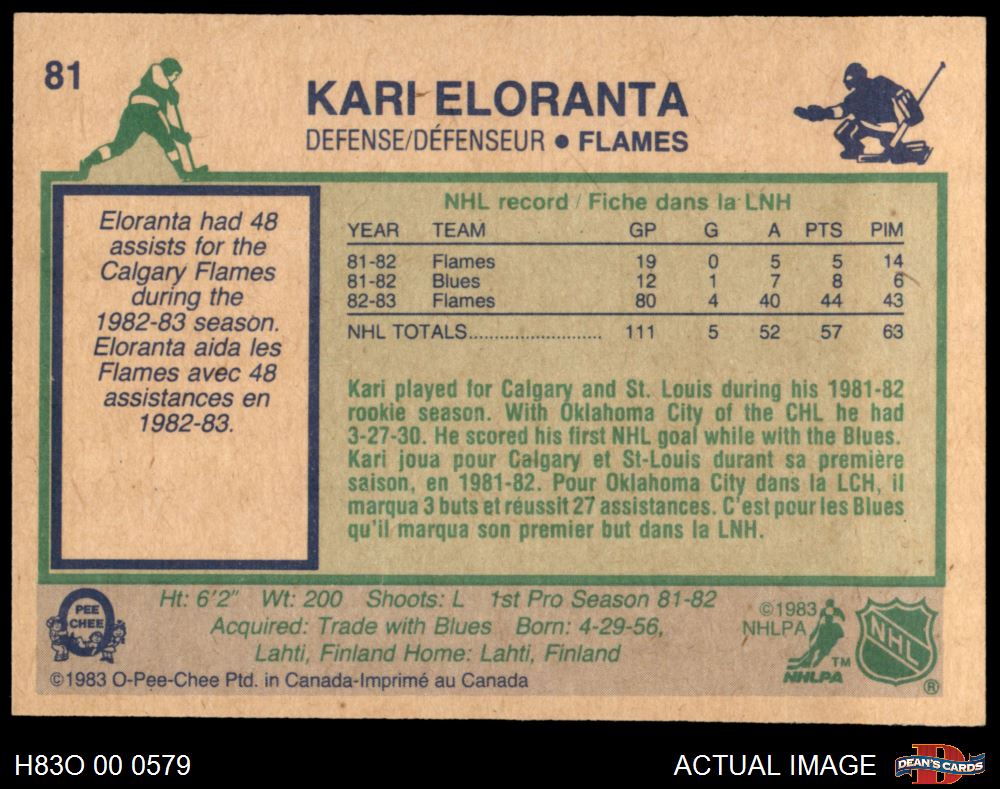 81
KARI ELORANTA
DEFENSE/DÉFENSEUR ● FLAMES
Eloranta had 48
assists for the
Calgary Flames
during the
1982-83 season.
Eloranta aida les
Flames avec 48
assistances en
1982-83.
NHL record / Fiche dans la LNH
YEAR TEAM GP G A PTS PIM
81-82 Flames 19 0 5 5 14
81-82 Blues 12 1 7 8 6
82-83 Flames 80 4 40 44 43
NHL TOTALS........................ 111 5 52 57 63
Kari played for Calgary and St. Louis during his 1981-82
rookie season. With Oklahoma City of the CHL he had
3-27-30. He scored his first NHL goal while with the Blues.
Kari joua pour Calgary et St-Louis durant sa première
saison, en 1981-82. Pour Oklahoma City dans la LCH, il
marqua 3 buts et réussit 27 assistances. C'est pour les Blues
qu'il marqua son premier but dans la LNH.
PEE
CHEE
Ht: 6'2" Wt: 200 Shoots: L 1st Pro Season 81-82
Acquired: Trade with Blues Born: 4-29-56,
Lahti, Finland Home: Lahti, Finland
©1983 O-Pee-Chee Ptd. in Canada-Imprimé au Canada
©1983
NHLPA
TM
NHLPA
NHL
®
H83O 00 0579
ACTUAL IMAGE
DEAN'S CARDS